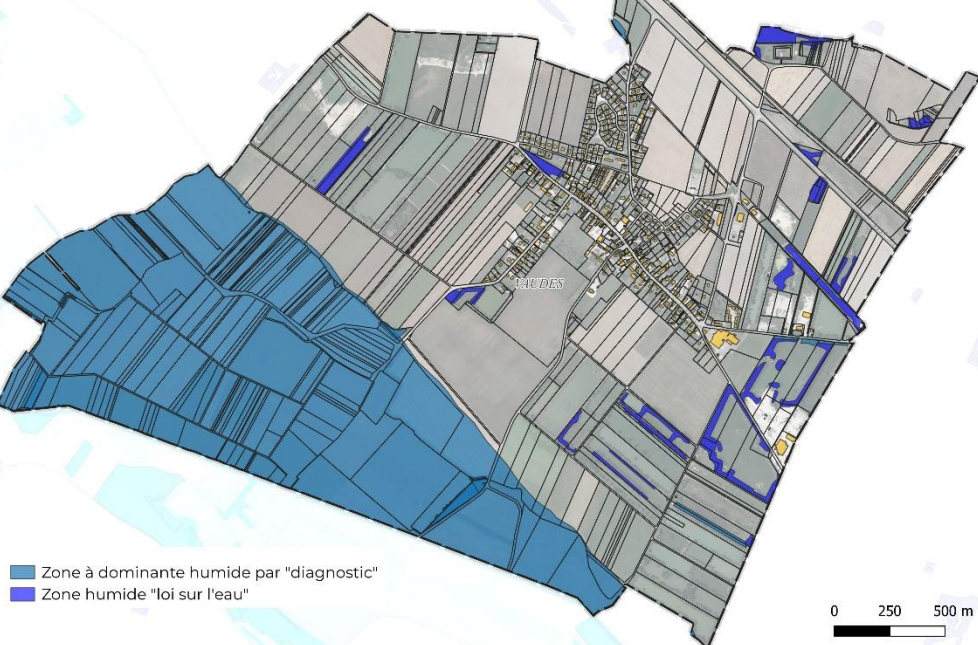 VAUDES
Zone à dominante humide par "diagnostic"
Zone humide "loi sur l'eau"
0 250 500 m